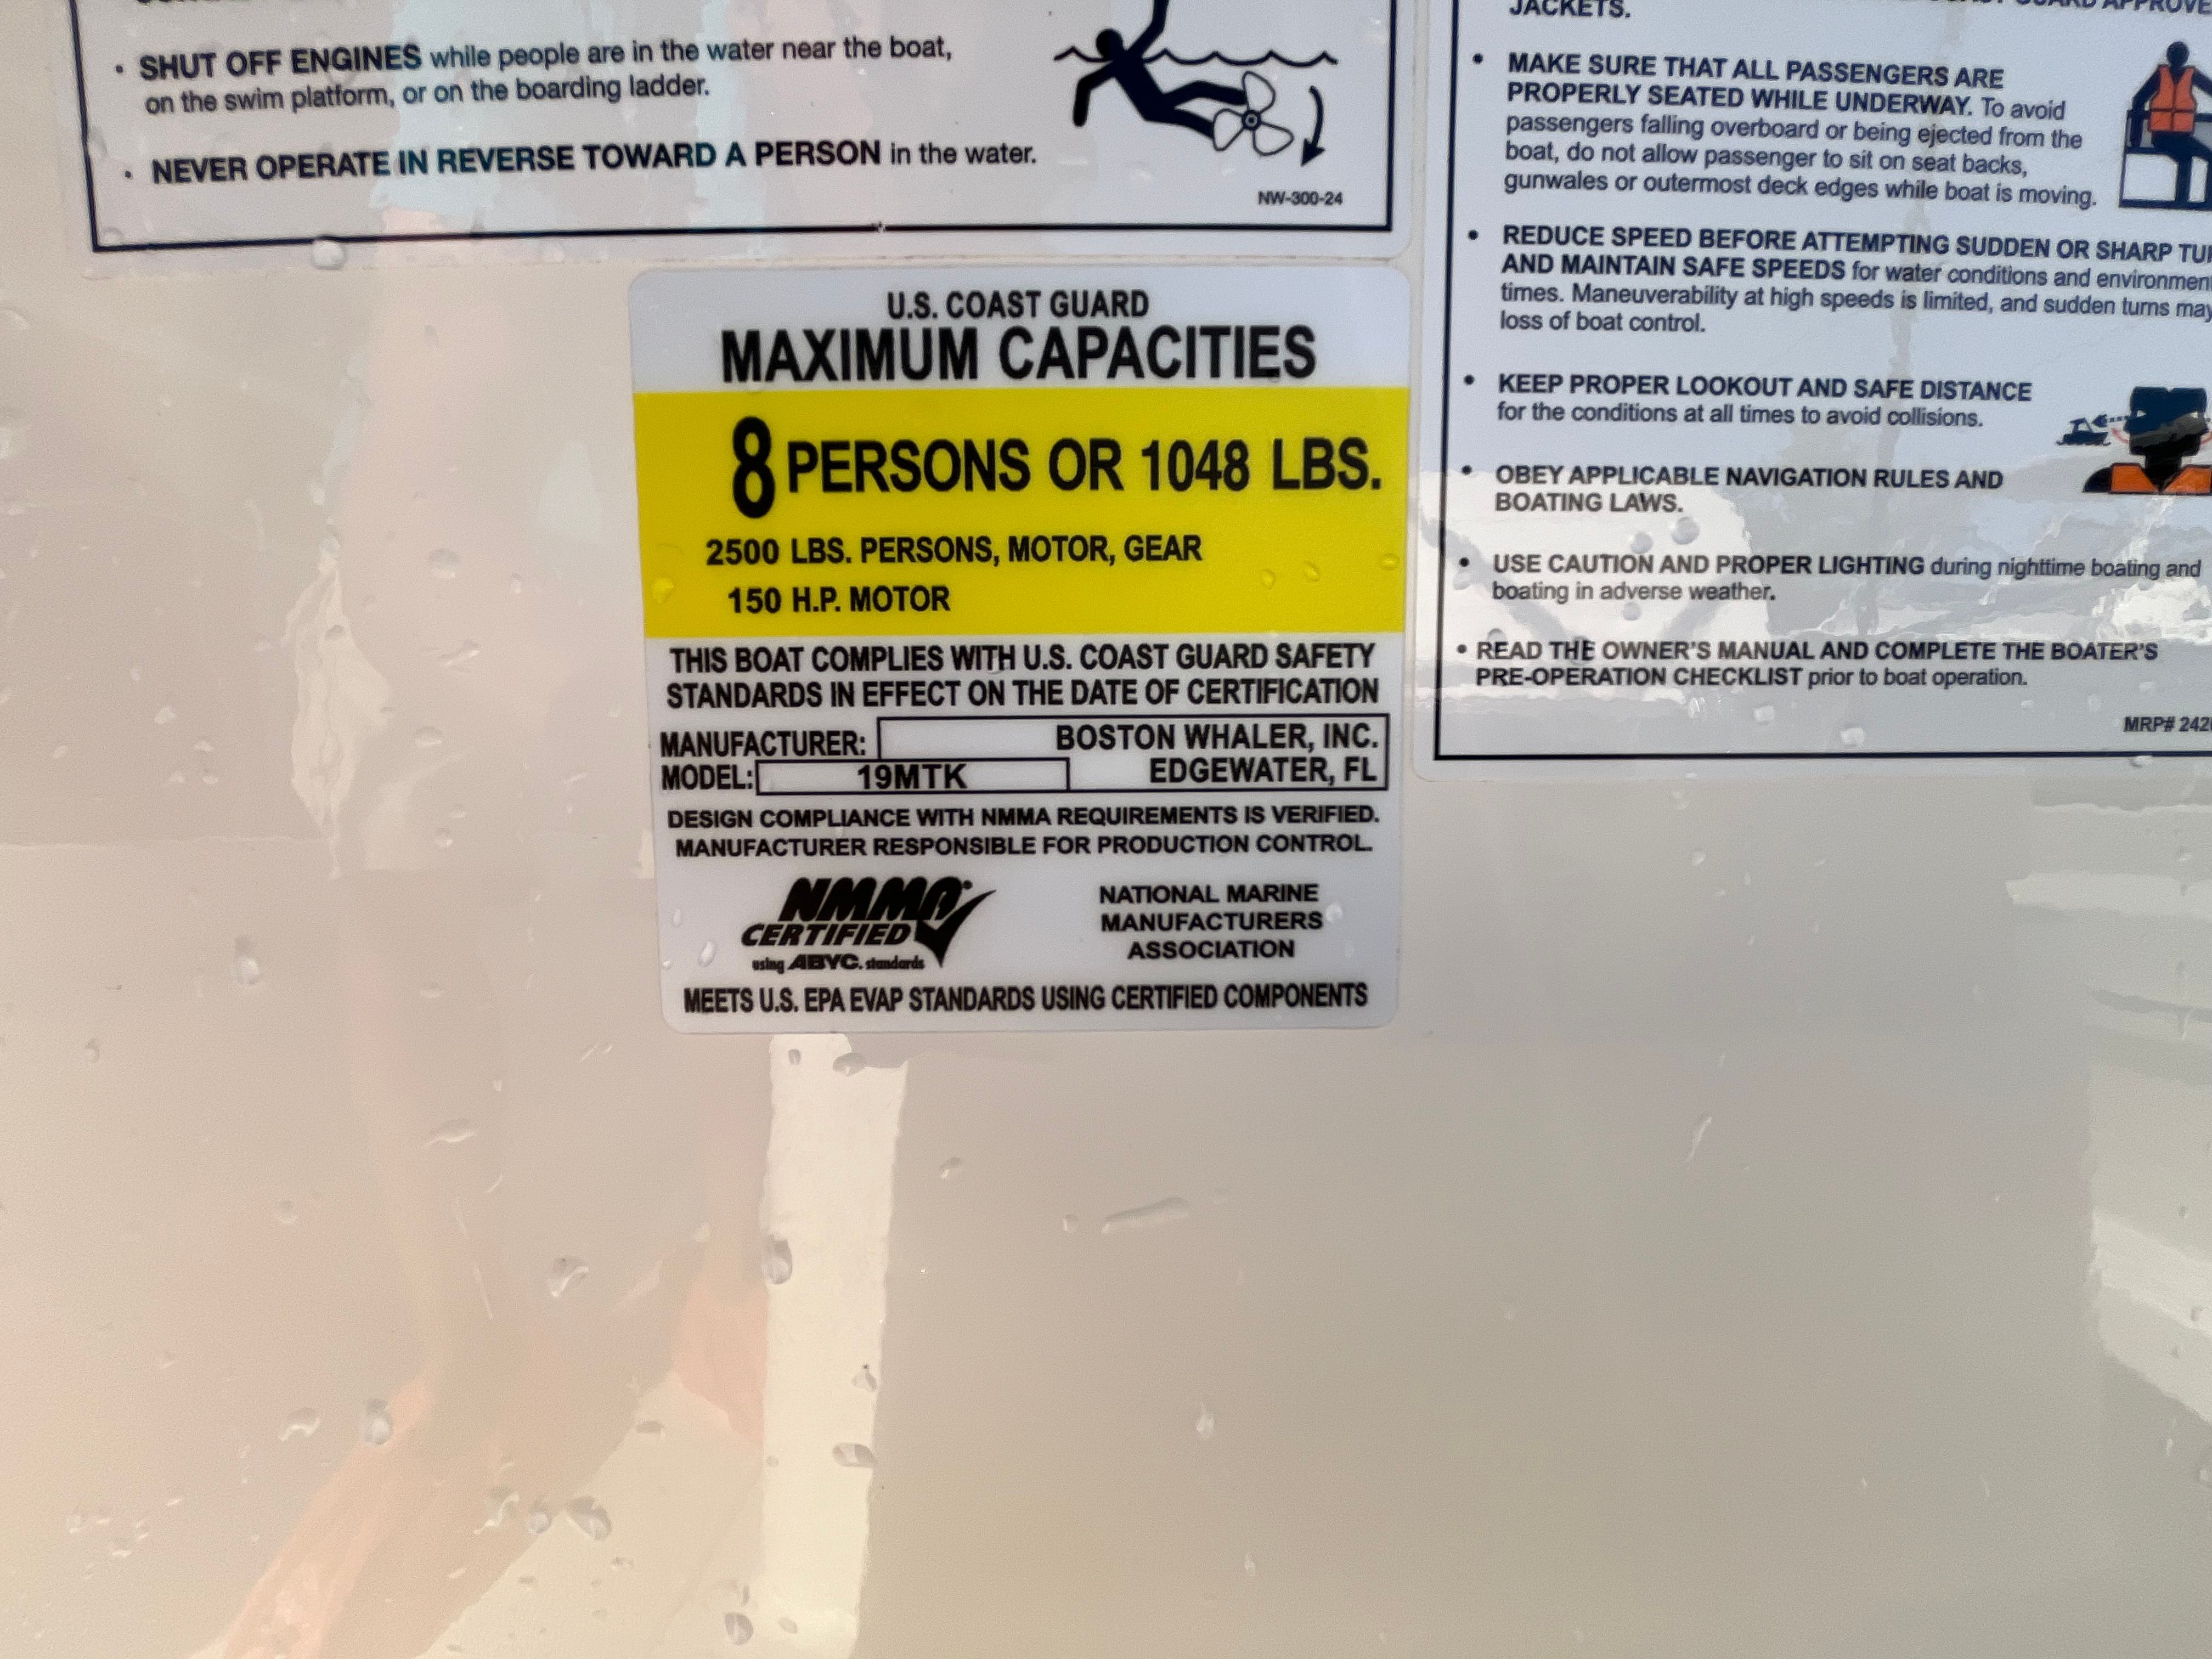 • SHUT OFF ENGINES while people are in the water near the boat,
on the swim platform, or on the boarding ladder.
• NEVER OPERATE IN REVERSE TOWARD A PERSON in the water.
NW-300-24
U.S. COAST GUARD
MAXIMUM CAPACITIES
8 PERSONS OR 1048 LBS.
2500 LBS. PERSONS, MOTOR, GEAR
150 H.P. MOTOR
THIS BOAT COMPLIES WITH U.S. COAST GUARD SAFETY
STANDARDS IN EFFECT ON THE DATE OF CERTIFICATION
MANUFACTURER: BOSTON WHALER, INC.
MODEL: 19MTK EDGEWATER, FL
DESIGN COMPLIANCE WITH NMMA REQUIREMENTS IS VERIFIED.
MANUFACTURER RESPONSIBLE FOR PRODUCTION CONTROL.
NMMA
CERTIFIED
using ABYC. standards
NATIONAL MARINE
MANUFACTURERS
ASSOCIATION
MEETS U.S. EPA EVAP STANDARDS USING CERTIFIED COMPONENTS
JACKETS.
• MAKE SURE THAT ALL PASSENGERS ARE
PROPERLY SEATED WHILE UNDERWAY. To avoid
passengers falling overboard or being ejected from the
boat, do not allow passenger to sit on seat backs,
gunwales or outermost deck edges while boat is moving.
• REDUCE SPEED BEFORE ATTEMPTING SUDDEN OR SHARP
AND MAINTAIN SAFE SPEEDS for water conditions and
times. Maneuverability at high speeds is limited, and sudden turns may
loss of boat control.
• KEEP PROPER LOOKOUT AND SAFE DISTANCE
for the conditions at all times to avoid collisions.
• OBEY APPLICABLE NAVIGATION RULES AND
BOATING LAWS.
• USE CAUTION AND PROPER LIGHTING during nighttime boating and
boating in adverse weather.
• READ THE OWNER'S MANUAL AND COMPLETE THE BOATER'S
PRE-OPERATION CHECKLIST prior to boat operation.
MRP#